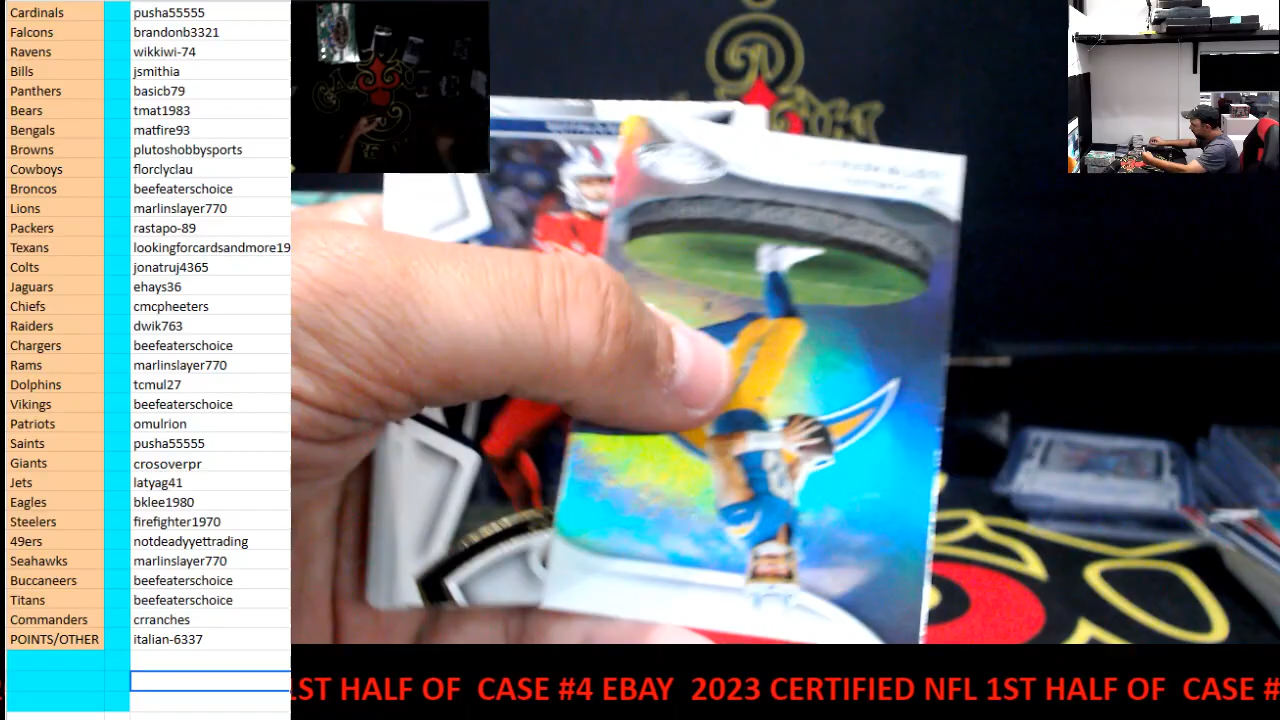 Cardinals pusha55555
Falcons brandonb3321
Ravens wikkiwi-74
Bills jsmithia
Panthers basicb79
Bears tmat1983
Bengals matfire93
Browns plutoshobbysports
Cowboys florclyclau
Broncos beefeaterschoice
Lions marlinslayer770
Packers rastapo-89
Texans lookingforcardsandmore19
Colts jonatruj4365
Jaguars ehays36
Chiefs cmcpheeters
Raiders dwik763
Chargers beefeaterschoice
Rams marlinslayer770
Dolphins tcmul27
Vikings beefeaterschoice
Patriots omulrion
Saints pusha55555
Giants crosoverpr
Jets latyag41
Eagles bklee1980
Steelers firefighter1970
49ers notdeadyyettrading
Seahawks marlinslayer770
Buccaneers beefeaterschoice
Titans beefeaterschoice
Commanders crranches
POINTS/OTHER italian-6337
1ST HALF OF CASE #4 EBAY 2023 CERTIFIED NFL 1ST HALF OF CASE #